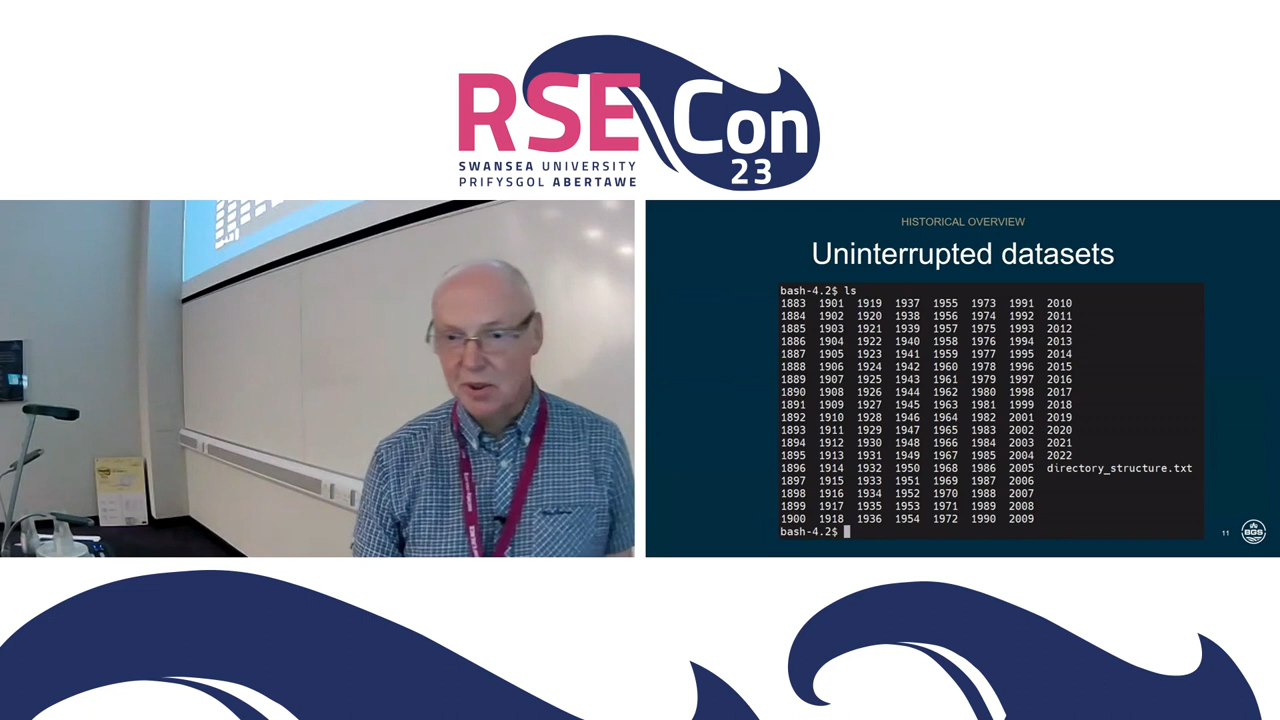 RSE Con
SWANSEA UNIVERSITY
PRIFYSGOL ABERTAWE
23
HISTORICAL OVERVIEW
Uninterrupted datasets
bash-4.2$ ls
1883 1901 1919 1937 1955 1973 1991 2010
1884 1902 1920 1938 1956 1974 1992 2011
1885 1903 1921 1939 1957 1975 1993 2012
1886 1904 1922 1940 1958 1976 1994 2013
1887 1905 1923 1941 1959 1977 1995 2014
1888 1906 1924 1942 1960 1978 1996 2015
1889 1907 1925 1943 1961 1979 1997 2016
1890 1908 1926 1944 1962 1980 1998 2017
1891 1909 1927 1945 1963 1981 1999 2018
1892 1910 1928 1946 1964 1982 2001 2019
1893 1911 1929 1947 1965 1983 2002 2020
1894 1912 1930 1948 1966 1984 2003 2021
1895 1913 1931 1949 1967 1985 2004 2022
1896 1914 1932 1950 1968 1986 2005 directory_structure.txt
1897 1915 1933 1951 1969 1987 2006
1898 1916 1934 1952 1970 1988 2007
1899 1917 1935 1953 1971 1989 2008
1900 1918 1936 1954 1972 1990 2009
bash-4.2$
11
BGS